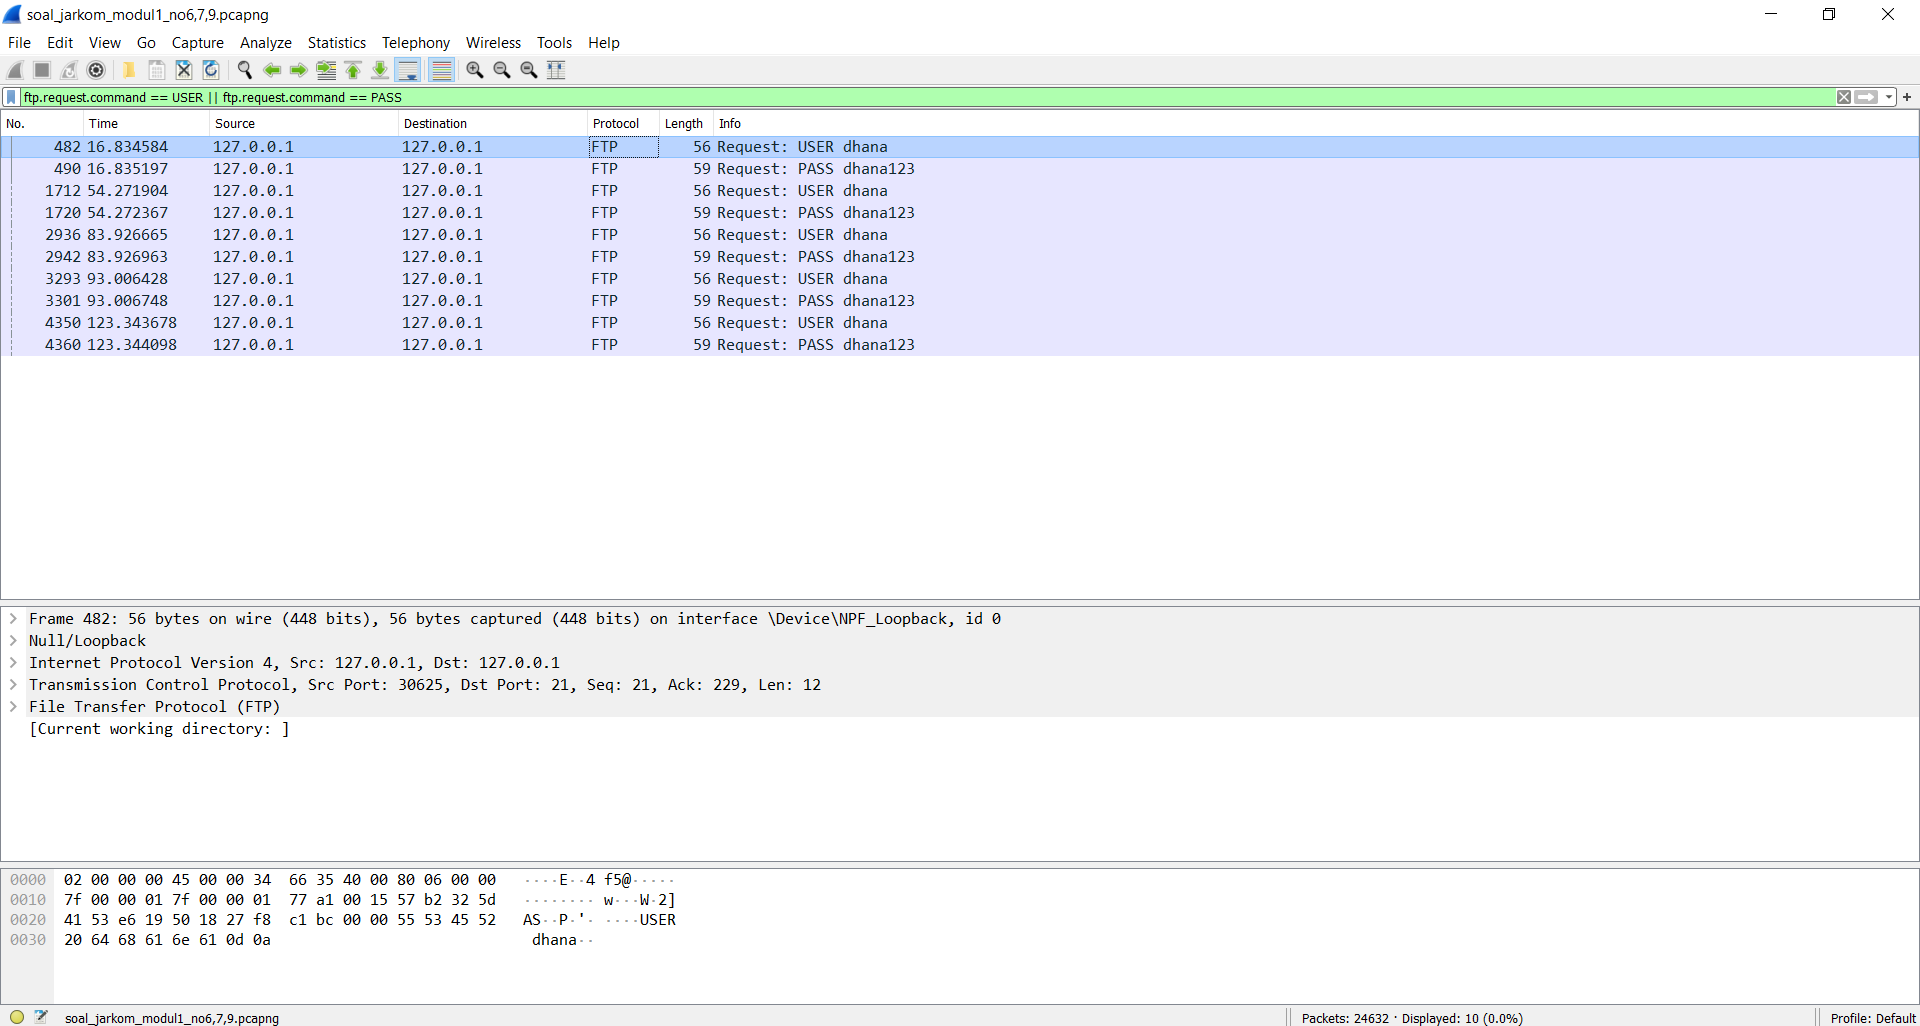 soal_jarkom_modul1_no6,7,9.pcapng
File Edit View Go Capture Analyze Statistics Telephony Wireless Tools Help
ftp.request.command == USER || ftp.request.command == PASS
No. Time Source Destination Protocol Length Info
482 16.834584 127.0.0.1 127.0.0.1 FTP 56 Request: USER dhana
490 16.835197 127.0.0.1 127.0.0.1 FTP 59 Request: PASS dhana123
1712 54.271904 127.0.0.1 127.0.0.1 FTP 56 Request: USER dhana
1720 54.272367 127.0.0.1 127.0.0.1 FTP 59 Request: PASS dhana123
2936 83.926665 127.0.0.1 127.0.0.1 FTP 56 Request: USER dhana
2942 83.926963 127.0.0.1 127.0.0.1 FTP 59 Request: PASS dhana123
3293 93.006428 127.0.0.1 127.0.0.1 FTP 56 Request: USER dhana
3301 93.006748 127.0.0.1 127.0.0.1 FTP 59 Request: PASS dhana123
4350 123.343678 127.0.0.1 127.0.0.1 FTP 56 Request: USER dhana
4360 123.344098 127.0.0.1 127.0.0.1 FTP 59 Request: PASS dhana123
Frame 482: 56 bytes on wire (448 bits), 56 bytes captured (448 bits) on interface \Device\NPF_Loopback, id 0
Null/Loopback
Internet Protocol Version 4, Src: 127.0.0.1, Dst: 127.0.0.1
Transmission Control Protocol, Src Port: 30625, Dst Port: 21, Seq: 21, Ack: 229, Len: 12
File Transfer Protocol (FTP)
[Current working directory: ]
0000 02 00 00 00 45 00 00 34 66 35 40 00 80 06 00 00 ····E··4 f5@·····
0010 7f 00 00 01 7f 00 00 01 77 a1 00 15 57 b2 32 5d ········ w···W·2]
0020 41 53 e6 19 50 18 27 f8 c1 bc 00 00 55 53 45 52 AS··P·'· ····USER
0030 20 64 68 61 6e 61 0d 0a dhana··
soal_jarkom_modul1_no6,7,9.pcapng
Packets: 24632 · Displayed: 10 (0.0%)
Profile: Default